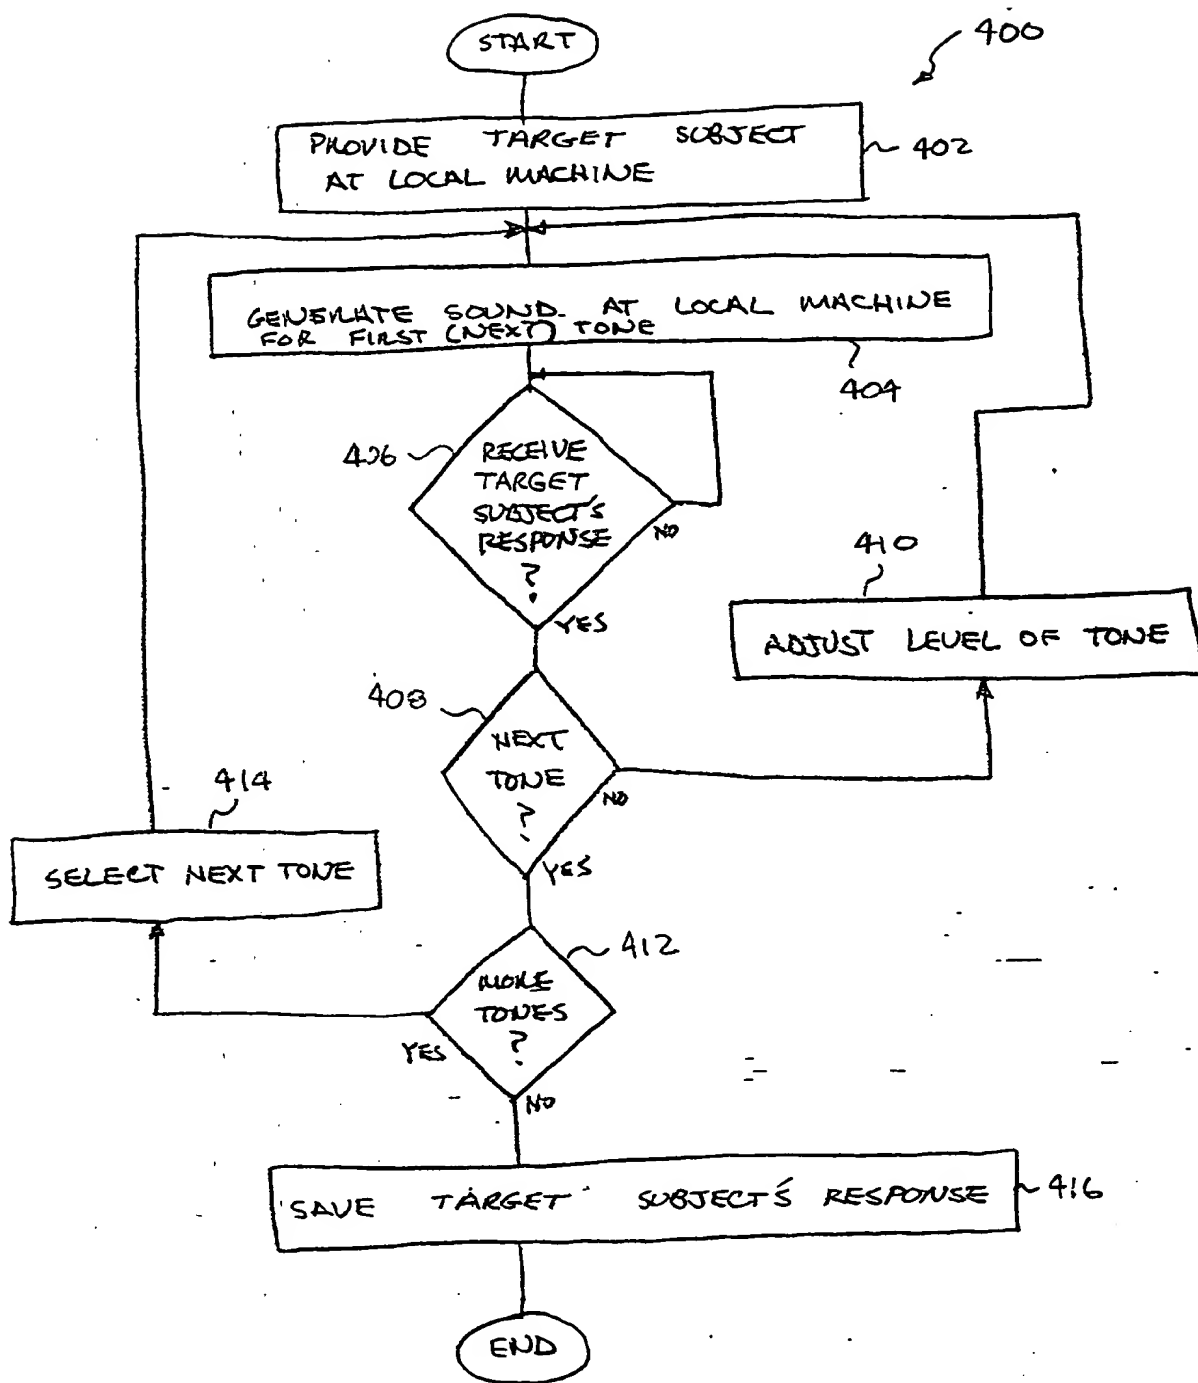 START
400
PROVIDE TARGET SUBJECT
AT LOCAL MACHINE
402
GENERATE SOUND AT LOCAL MACHINE
FOR FIRST (NEXT) TONE
404
406
RECEIVE
TARGET
SUBJECT'S
RESPONSE
?
NO
YES
410
ADJUST LEVEL OF TONE
408
NEXT
TONE
?
NO
YES
414
SELECT NEXT TONE
412
MORE
TONES
?
YES
NO
SAVE TARGET SUBJECT'S RESPONSE
416
END